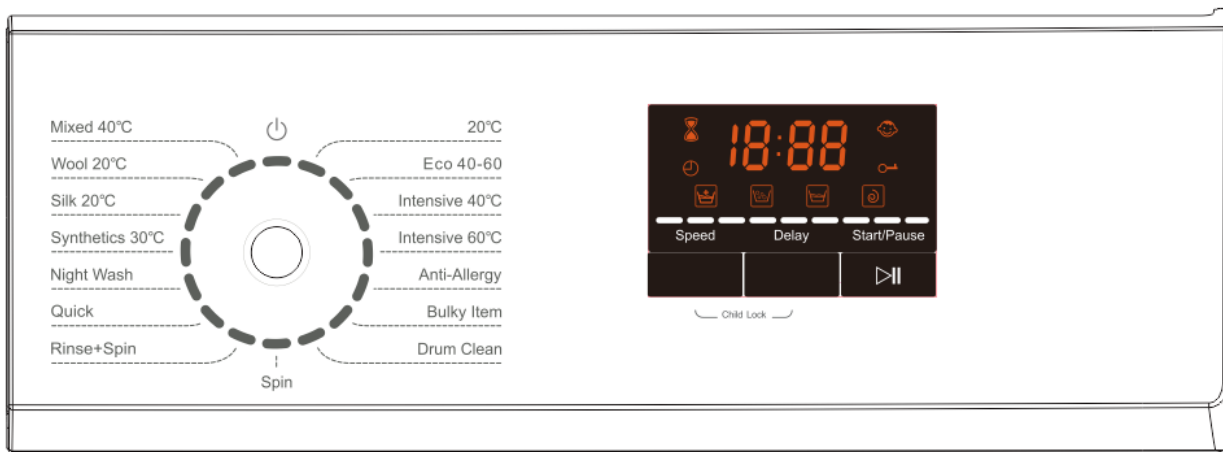 Mixed 40℃
Wool 20℃
Silk 20℃
Synthetics 30℃
Night Wash
Quick
Rinse+Spin
Spin
20℃
Eco 40-60
Intensive 40℃
Intensive 60℃
Anti-Allergy
Bulky Item
Drum Clean
18:88
Speed Delay Start/Pause
Child Lock